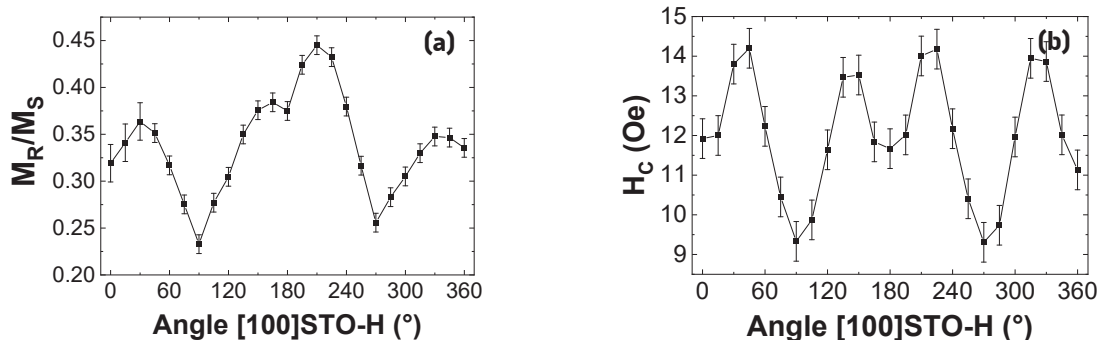 (a)
M_R/M_S
0.45
0.40
0.35
0.30
0.25
0.20
0 60 120 180 240 300 360
Angle [100]STO-H (°)
(b)
H_C (Oe)
15
14
13
12
11
10
9
0 60 120 180 240 300 360
Angle [100]STO-H (°)